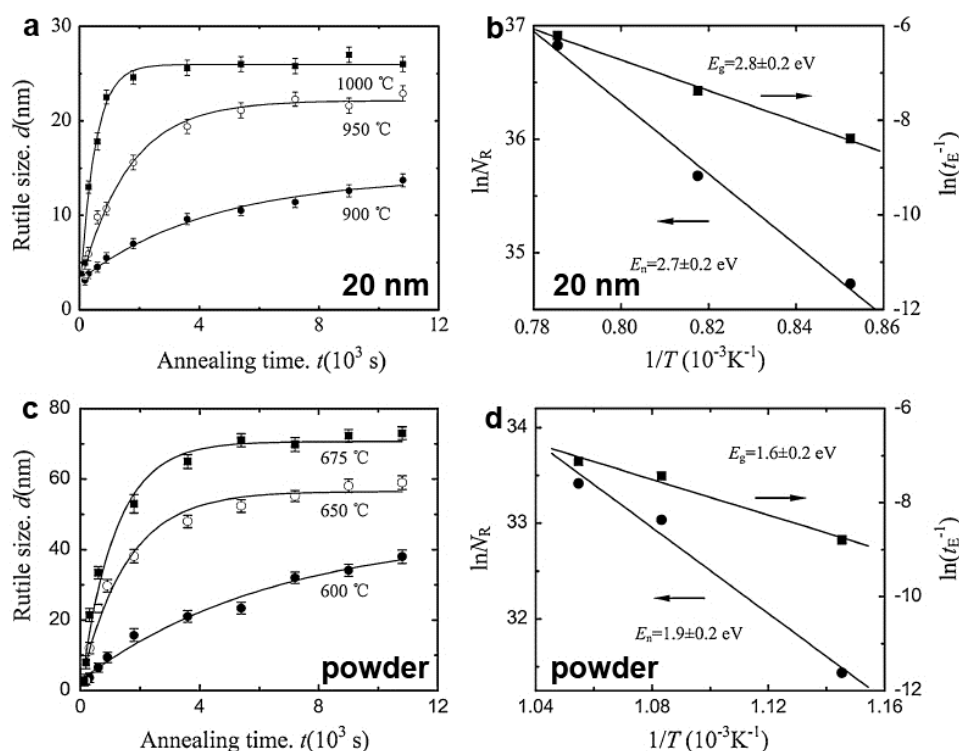 a
30
20
10
0
Rutile size. d(nm)
1000 ℃
950 ℃
900 ℃
20 nm
0 4 8 12
Annealing time. t(10³ s)
b
37
36
35
lnN_R
-6
-8
-10
-12
ln(t_E⁻¹)
E_g=2.8±0.2 eV
E_n=2.7±0.2 eV
20 nm
0.78 0.80 0.82 0.84 0.86
1/T (10⁻³K⁻¹)
c
80
60
40
20
0
Rutile size. d(nm)
675 ℃
650 ℃
600 ℃
powder
0 4 8 12
Annealing time. t(10³ s)
d
34
33
32
lnN_R
-6
-8
-10
-12
ln(t_E⁻¹)
E_g=1.6±0.2 eV
E_n=1.9±0.2 eV
powder
1.04 1.08 1.12 1.16
1/T (10⁻³K⁻¹)